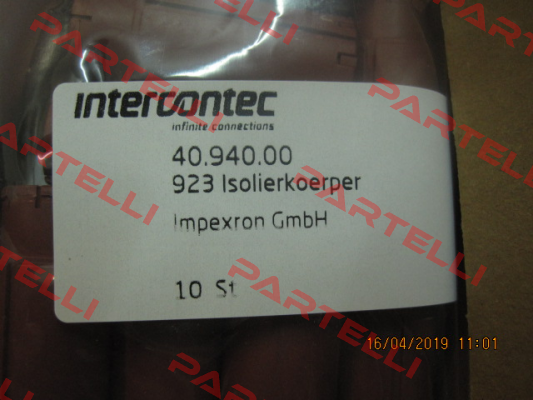 intercontec
infinite connections
40.940.00
923 Isolierkoerper
Impexron GmbH
10 St
16/04/2019 11:01
PARTELLI
PARTELLI
PARTELLI
PARTELLI
PARTELLI
PARTELLI